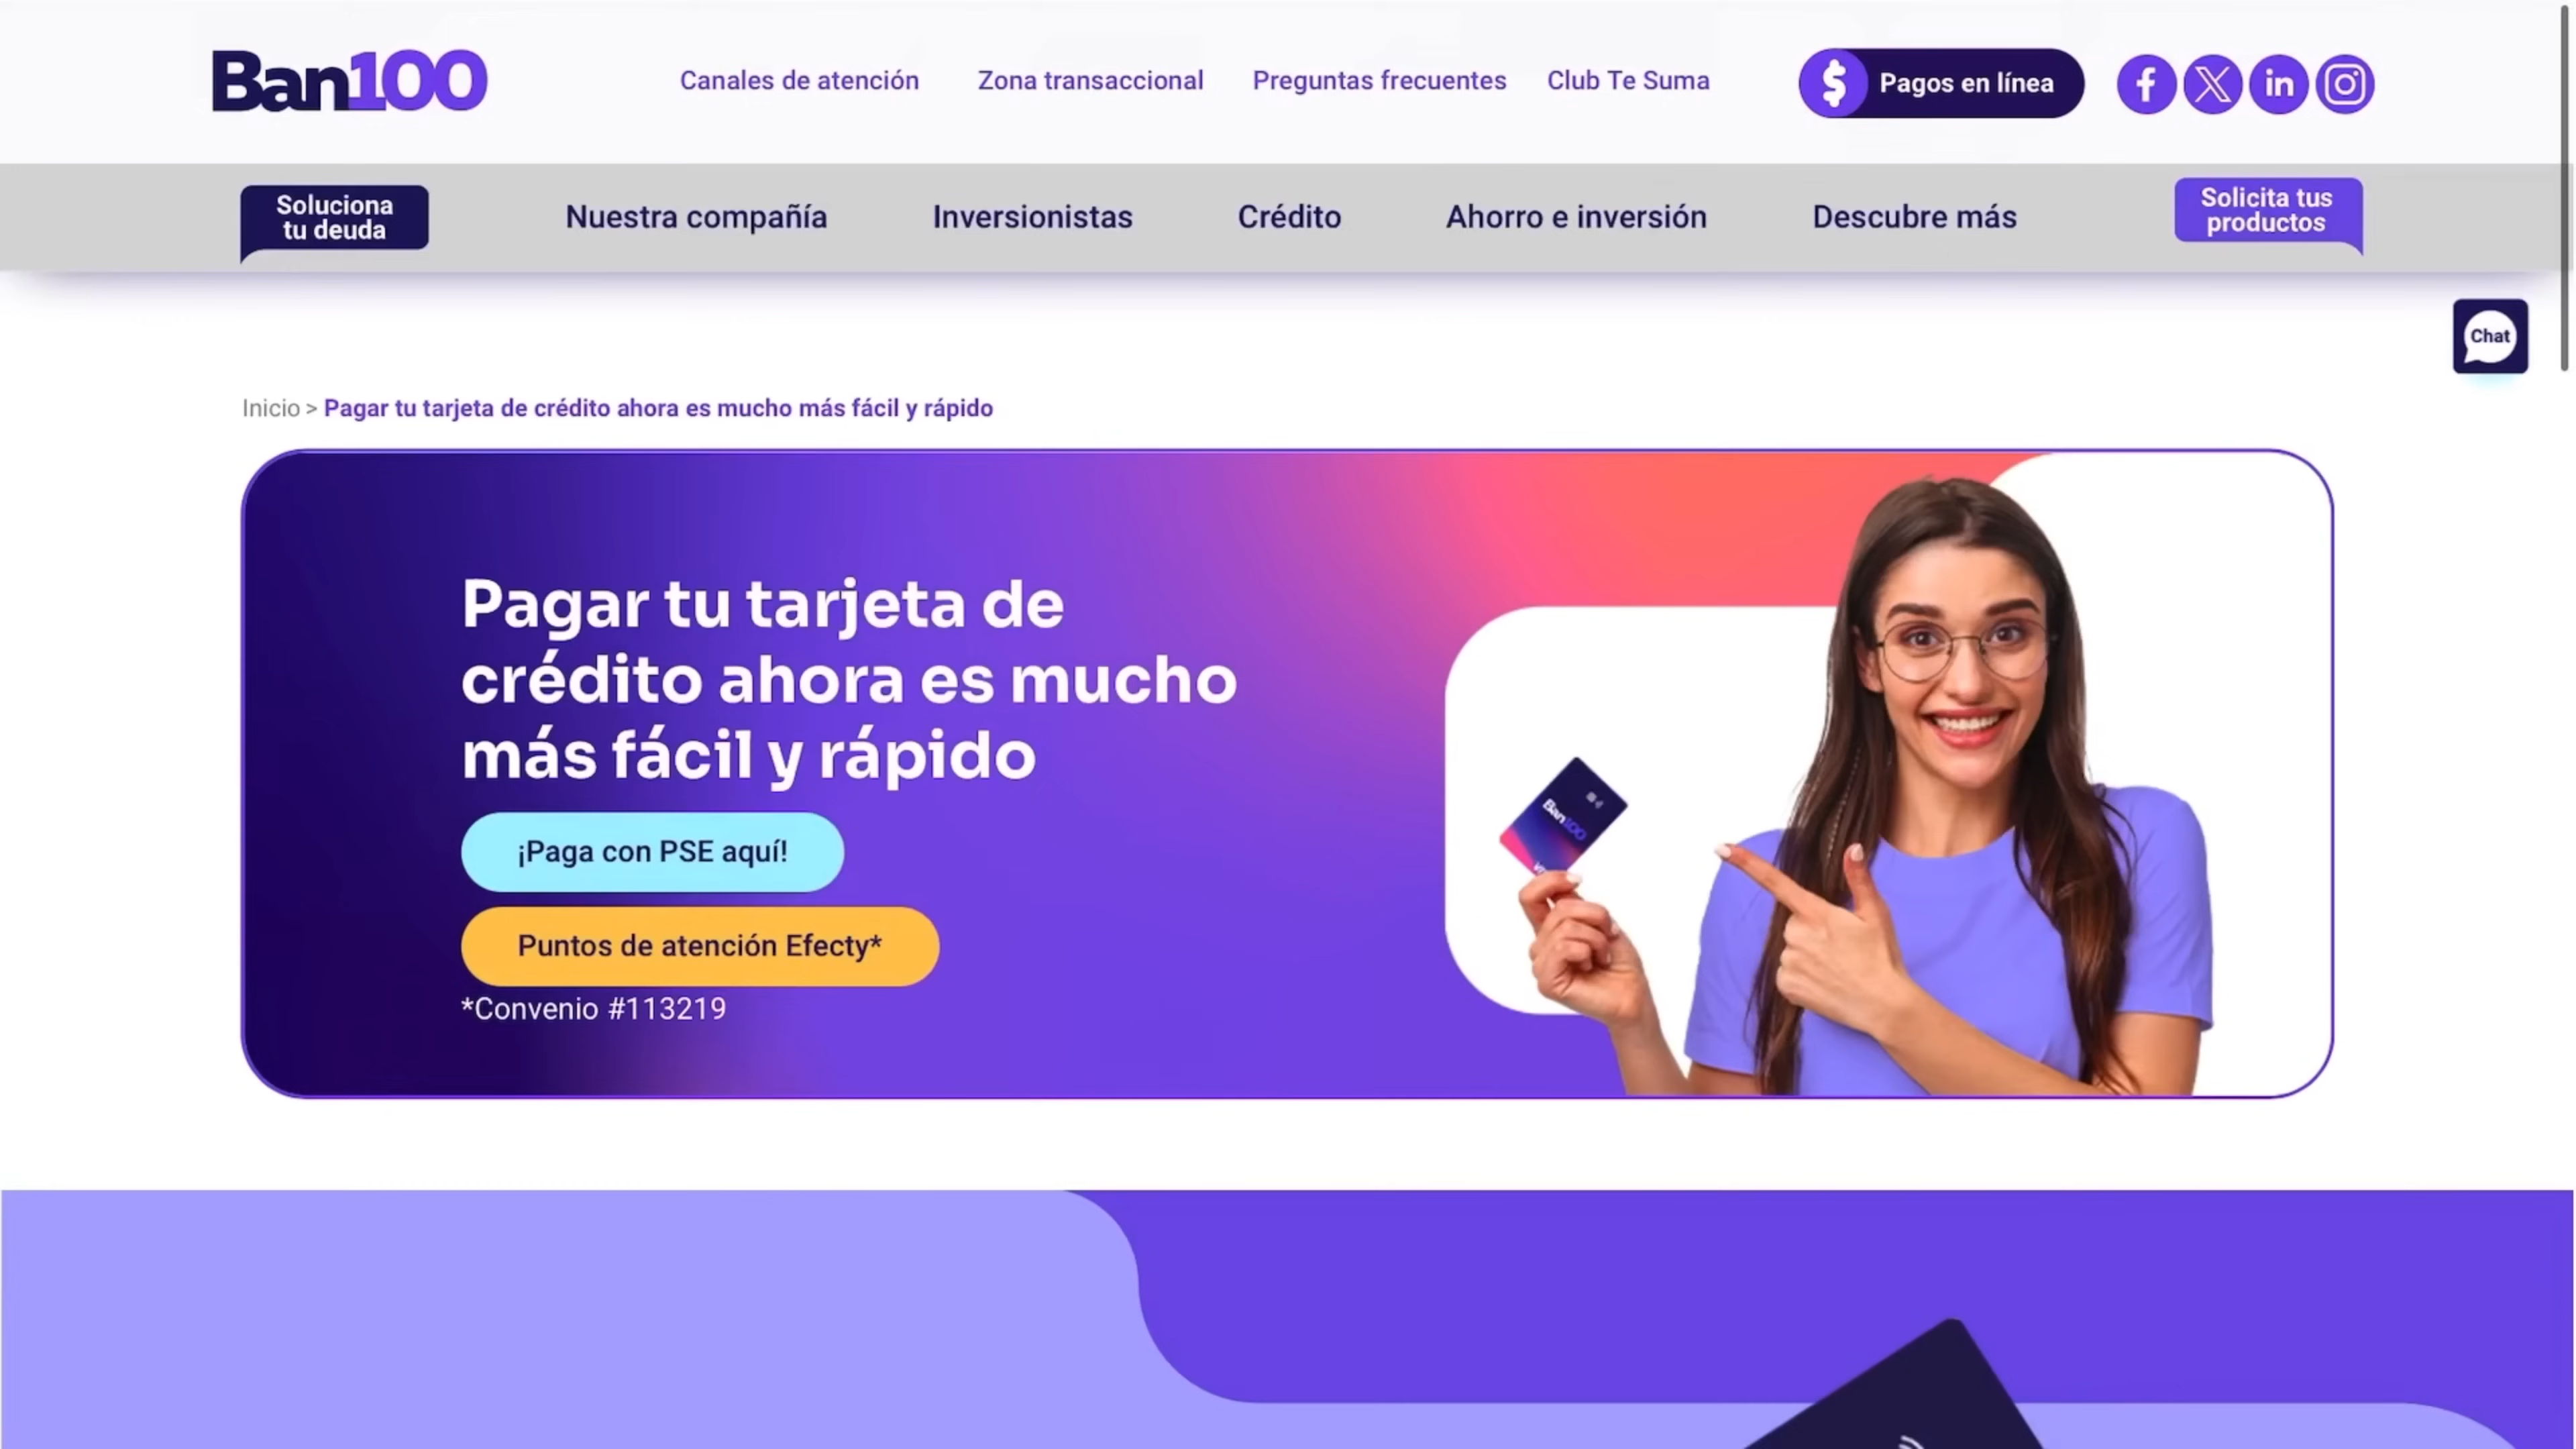 Ban100
Canales de atención
Zona transaccional
Preguntas frecuentes
Club Te Suma
$ Pagos en línea
Soluciona
tu deuda
Nuestra compañía
Inversionistas
Crédito
Ahorro e inversión
Descubre más
Solicita tus
productos
Chat
Inicio > Pagar tu tarjeta de crédito ahora es mucho más fácil y rápido
Pagar tu tarjeta de
crédito ahora es mucho
más fácil y rápido
¡Paga con PSE aquí!
Puntos de atención Efecty*
*Convenio #113219
Ban100